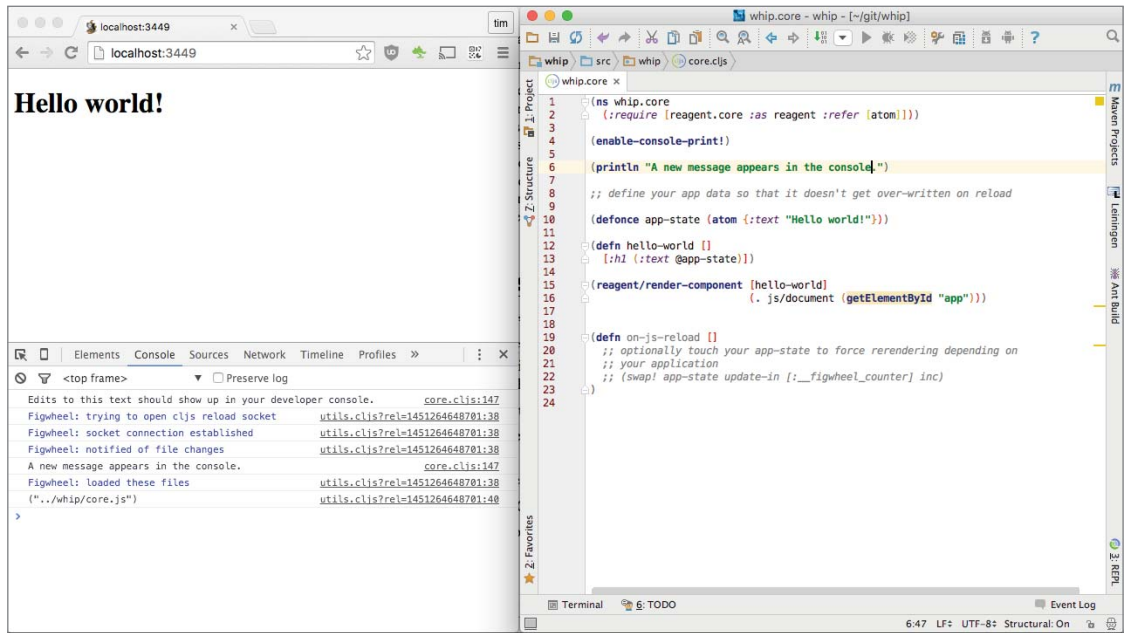 localhost:3449
tim
localhost:3449
Hello world!
Elements Console Sources Network Timeline Profiles »
<top frame> ▼ Preserve log
Edits to this text should show up in your developer console. core.cljs:147
Figwheel: trying to open cljs reload socket utils.cljs?rel=1451264648701:38
Figwheel: socket connection established utils.cljs?rel=1451264648701:38
Figwheel: notified of file changes utils.cljs?rel=1451264648701:38
A new message appears in the console. core.cljs:147
Figwheel: loaded these files utils.cljs?rel=1451264648701:38
("../whip/core.js") utils.cljs?rel=1451264648701:40
>
whip.core - whip - [~/git/whip]
whip src whip core.cljs
whip.core ×
1 (ns whip.core
2 (:require [reagent.core :as reagent :refer [atom]]))
3
4 (enable-console-print!)
5
6 (println "A new message appears in the console.")
7
8 ;; define your app data so that it doesn't get over-written on reload
9
10 (defonce app-state (atom {:text "Hello world!"}))
11
12 (defn hello-world []
13 [:h1 (:text @app-state)])
14
15 (reagent/render-component [hello-world]
16 (. js/document (getElementById "app")))
17
18
19 (defn on-js-reload []
20 ;; optionally touch your app-state to force rerendering depending on
21 ;; your application
22 ;; (swap! app-state update-in [:__figwheel_counter] inc)
23 )
24
1: Project
7: Structure
2: Favorites
m
Maven Projects
Leiningen
Ant Build
3: REPL
Terminal 6: TODO Event Log
6:47 LF÷ UTF-8÷ Structural: On